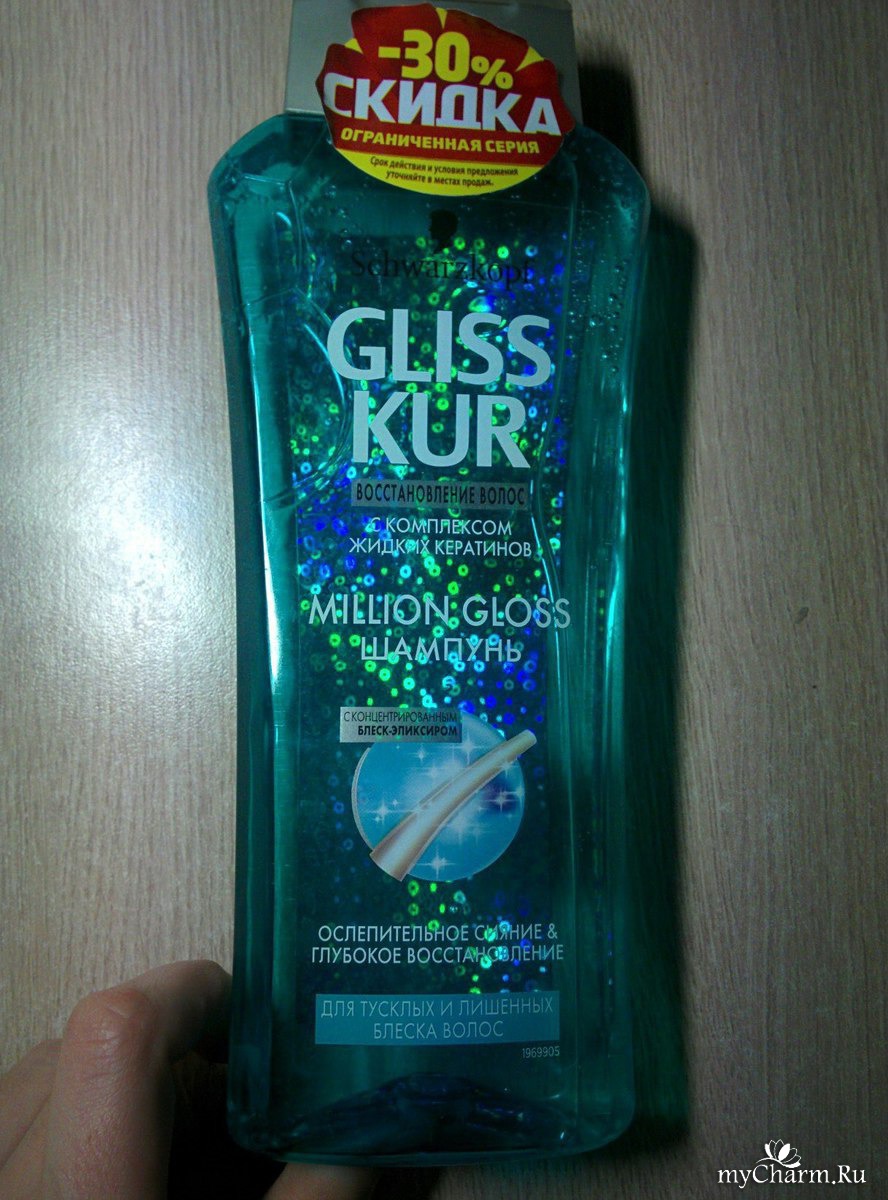 -30%
СКИДКА
ОГРАНИЧЕННАЯ СЕРИЯ
Срок действия и условия предложения
уточняйте в местах продаж.
Schwarzkopf
GLISS
KUR
ВОССТАНОВЛЕНИЕ ВОЛОС
С КОМПЛЕКСОМ
ЖИДКИХ КЕРАТИНОВ
MILLION GLOSS
ШАМПУНЬ
С КОНЦЕНТРИРОВАННЫМ
БЛЕСК-ЭЛИКСИРОМ
ОСЛЕПИТЕЛЬНОЕ СИЯНИЕ &
ГЛУБОКОЕ ВОССТАНОВЛЕНИЕ
ДЛЯ ТУСКЛЫХ И ЛИШЕННЫХ
БЛЕСКА ВОЛОС
1969905
myCharm.Ru